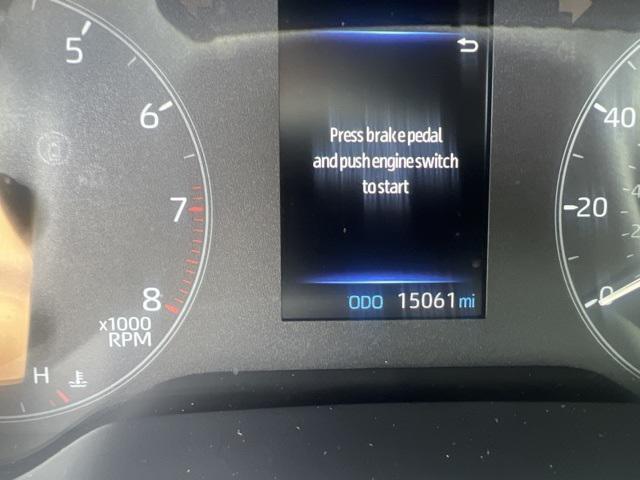 5
6
7
8
x1000
RPM
H
Press brake pedal
and push engine switch
to start
ODO 15061 mi
40
20
0